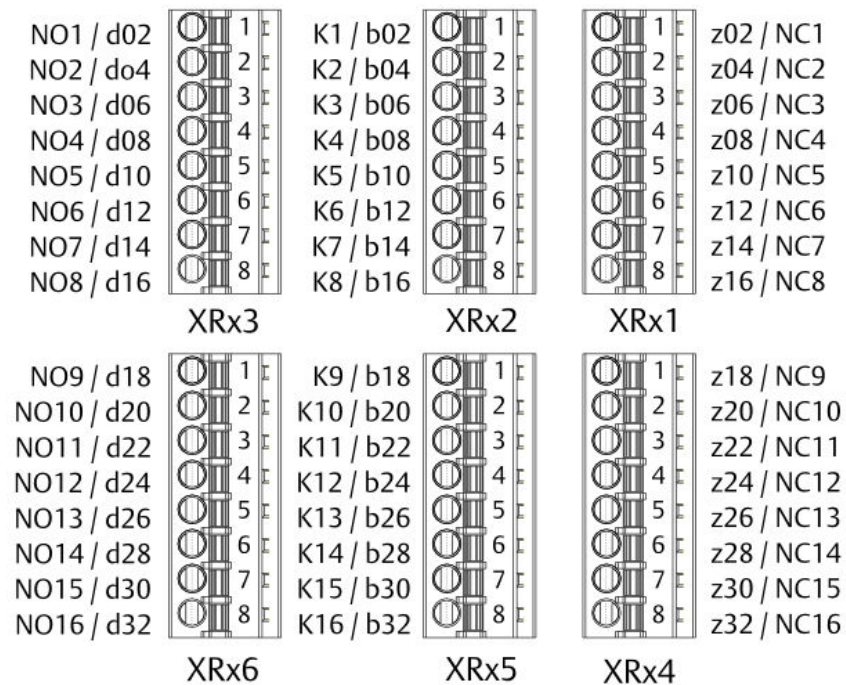 NO1 / d02 1 K1 / b02 1 1 z02 / NC1
NO2 / do4 2 K2 / b04 2 2 z04 / NC2
NO3 / d06 3 K3 / b06 3 3 z06 / NC3
NO4 / d08 4 K4 / b08 4 4 z08 / NC4
NO5 / d10 5 K5 / b10 5 5 z10 / NC5
NO6 / d12 6 K6 / b12 6 6 z12 / NC6
NO7 / d14 7 K7 / b14 7 7 z14 / NC7
NO8 / d16 8 K8 / b16 8 8 z16 / NC8
XRx3 XRx2 XRx1
NO9 / d18 1 K9 / b18 1 1 z18 / NC9
NO10 / d20 2 K10 / b20 2 2 z20 / NC10
NO11 / d22 3 K11 / b22 3 3 z22 / NC11
NO12 / d24 4 K12 / b24 4 4 z24 / NC12
NO13 / d26 5 K13 / b26 5 5 z26 / NC13
NO14 / d28 6 K14 / b28 6 6 z28 / NC14
NO15 / d30 7 K15 / b30 7 7 z30 / NC15
NO16 / d32 8 K16 / b32 8 8 z32 / NC16
XRx6 XRx5 XRx4